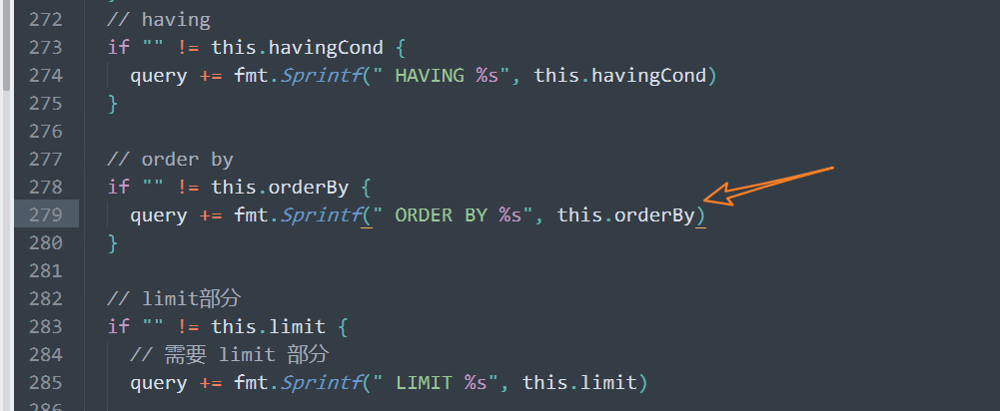 272 // having
273 if "" != this.havingCond {
274 query += fmt.Sprintf(" HAVING %s", this.havingCond)
275 }
276
277 // order by
278 if "" != this.orderBy {
279 query += fmt.Sprintf(" ORDER BY %s", this.orderBy)
280 }
281
282 // limit部分
283 if "" != this.limit {
284 // 需要 limit 部分
285 query += fmt.Sprintf(" LIMIT %s", this.limit)